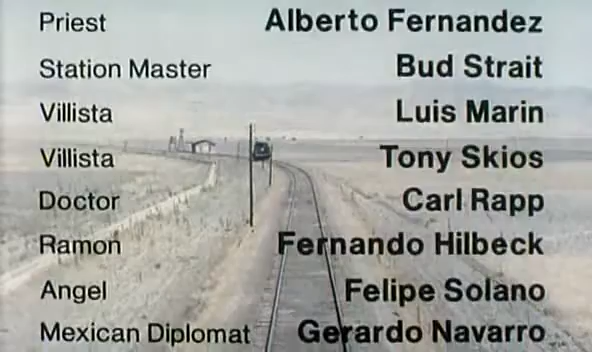 Priest Alberto Fernandez
Station Master Bud Strait
Villista Luis Marin
Villista Tony Skios
Doctor Carl Rapp
Ramon Fernando Hilbeck
Angel Felipe Solano
Mexican Diplomat Gerardo Navarro